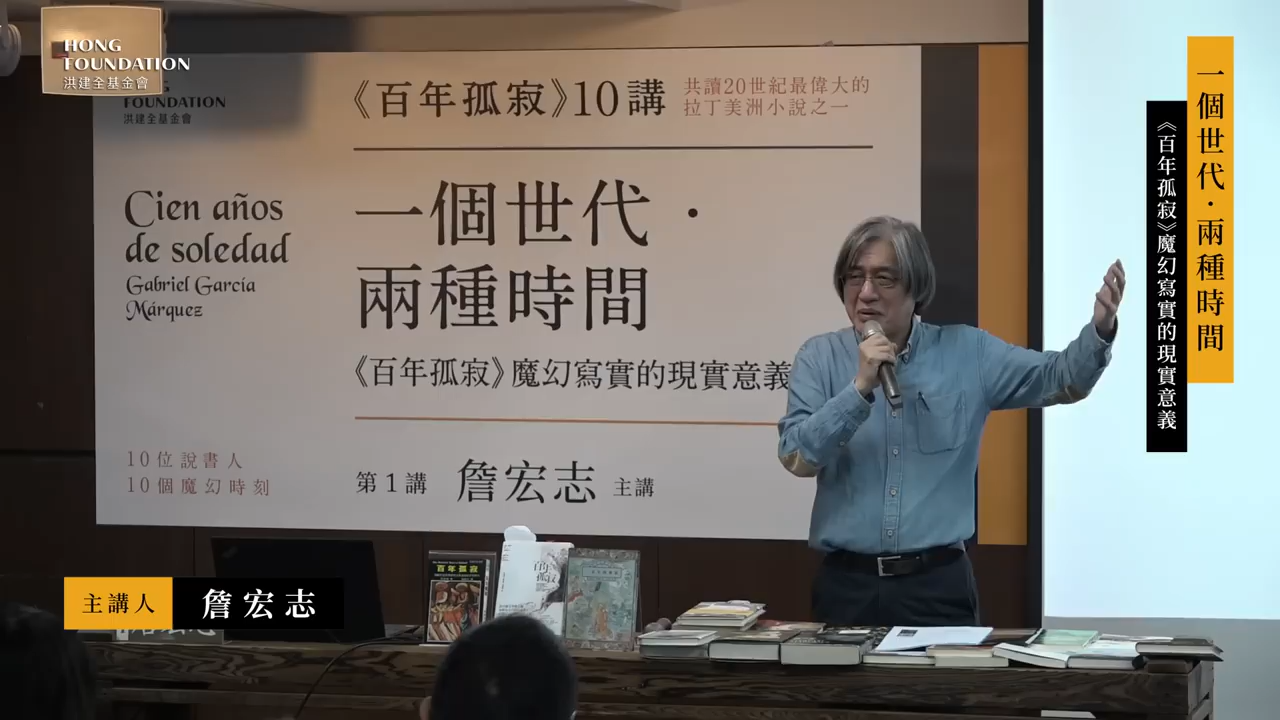 HONG
FOUNDATION
洪建全基金會
FOUNDATION
洪建全基金會
《百年孤寂》10講
共讀20世紀最偉大的
拉丁美洲小說之一
Cien años
de soledad
Gabriel García
Márquez
一個世代·
兩種時間
《百年孤寂》魔幻寫實的現實意義
10位說書人
10個魔幻時刻
第1講 詹宏志 主講
一個世代·兩種時間
《百年孤寂》魔幻寫實的現實意義
百年孤寂
百年
孤寂
主講人 詹宏志